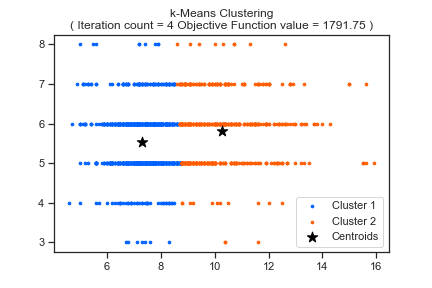 k-Means Clustering
( Iteration count = 4 Objective Function value = 1791.75 )
8
7
6
5
4
3
Cluster 1
Cluster 2
Centroids
6 8 10 12 14 16